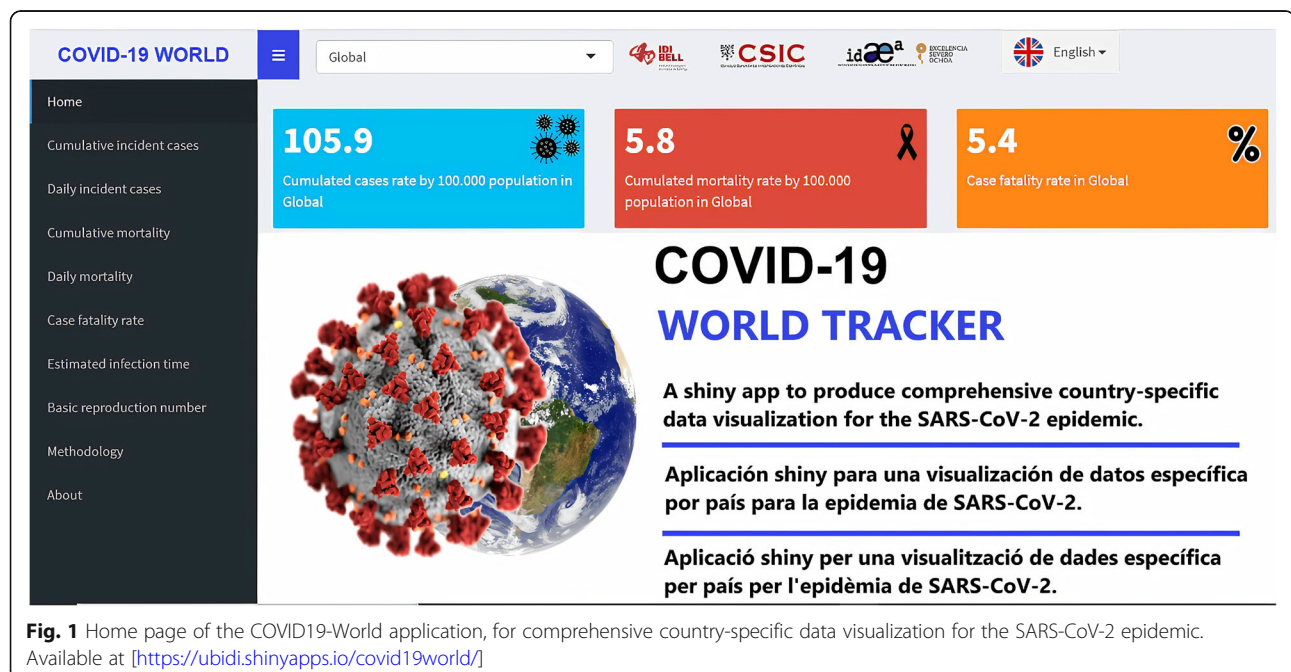 COVID-19 WORLD
Global
IDI
BELL
CSIC
idæa
EXCELENCIA
SEVERO
OCHOA
English
Home
Cumulative incident cases
Daily incident cases
Cumulative mortality
Daily mortality
Case fatality rate
Estimated infection time
Basic reproduction number
Methodology
About
105.9
Cumulated cases rate by 100.000 population in
Global
5.8
Cumulated mortality rate by 100.000
population in Global
5.4
%
Case fatality rate in Global
COVID-19
WORLD TRACKER
A shiny app to produce comprehensive country-specific
data visualization for the SARS-CoV-2 epidemic.
Aplicación shiny para una visualización de datos específica
por país para la epidemia de SARS-CoV-2.
Aplicació shiny per una visualització de dades específica
per país per l'epidèmia de SARS-CoV-2.
Fig. 1 Home page of the COVID19-World application, for comprehensive country-specific data visualization for the SARS-CoV-2 epidemic.
Available at [https://ubidi.shinyapps.io/covid19world/]